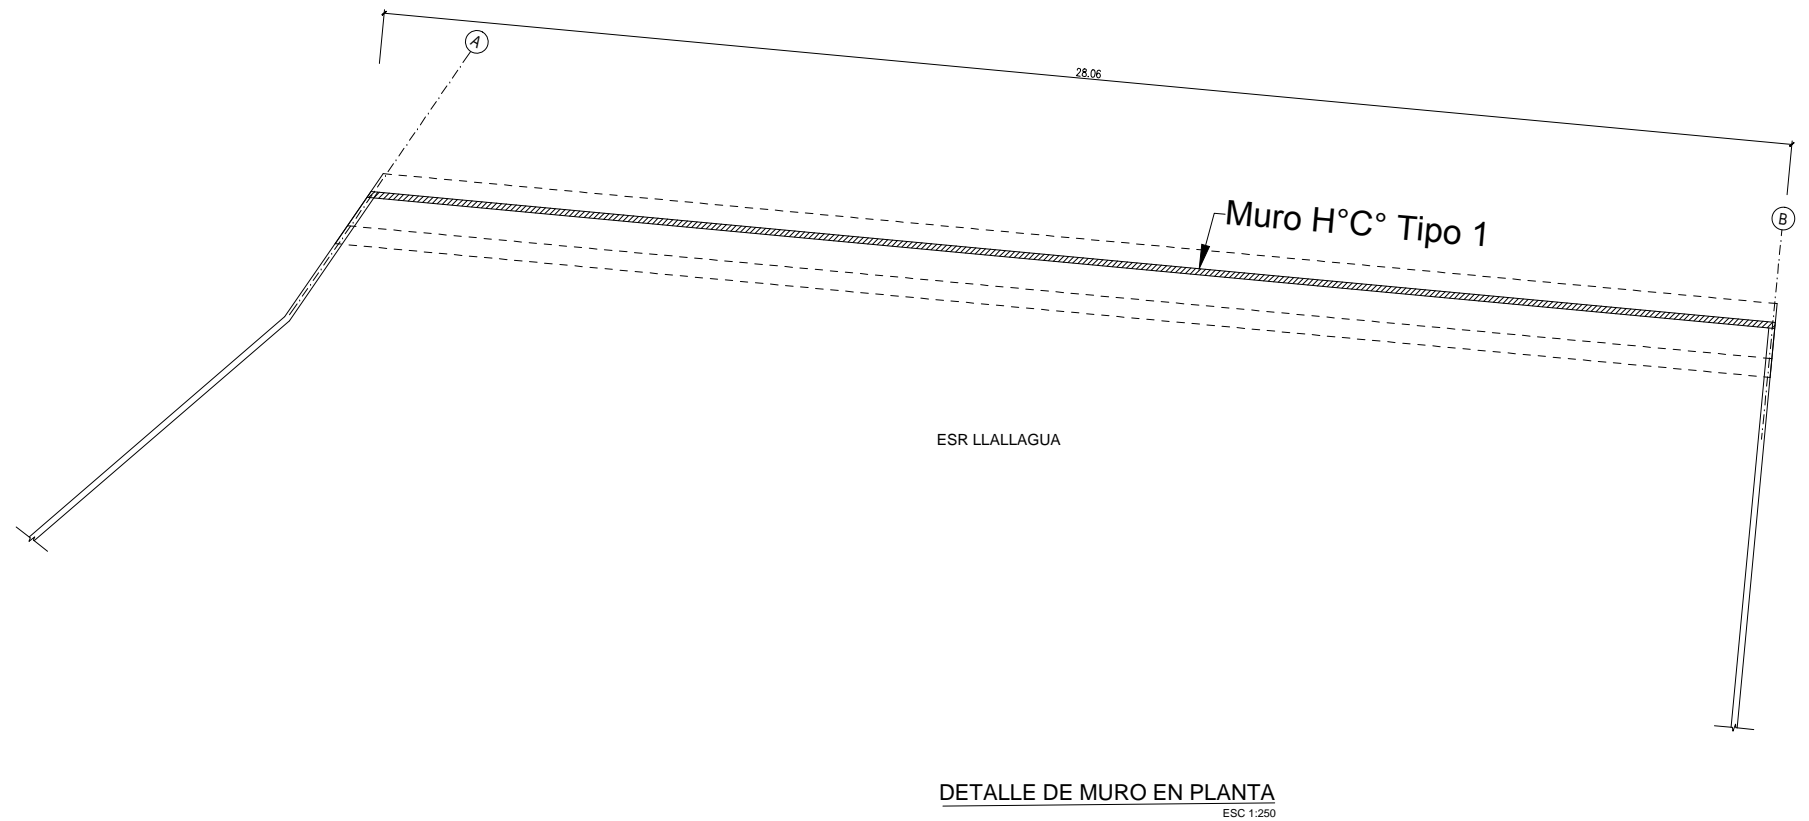 A
28.06
Muro H°C° Tipo 1
B
ESR LLALLAGUA
DETALLE DE MURO EN PLANTA
ESC 1:250